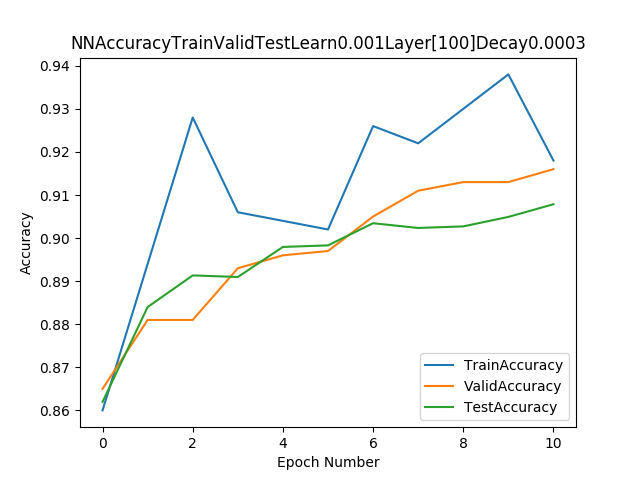 NNAccuracyTrainValidTestLearn0.001Layer[100]Decay0.0003
0.94
0.93
0.92
0.91
0.90
0.89
0.88
0.87
0.86
Accuracy
TrainAccuracy
ValidAccuracy
TestAccuracy
0 2 4 6 8 10
Epoch Number